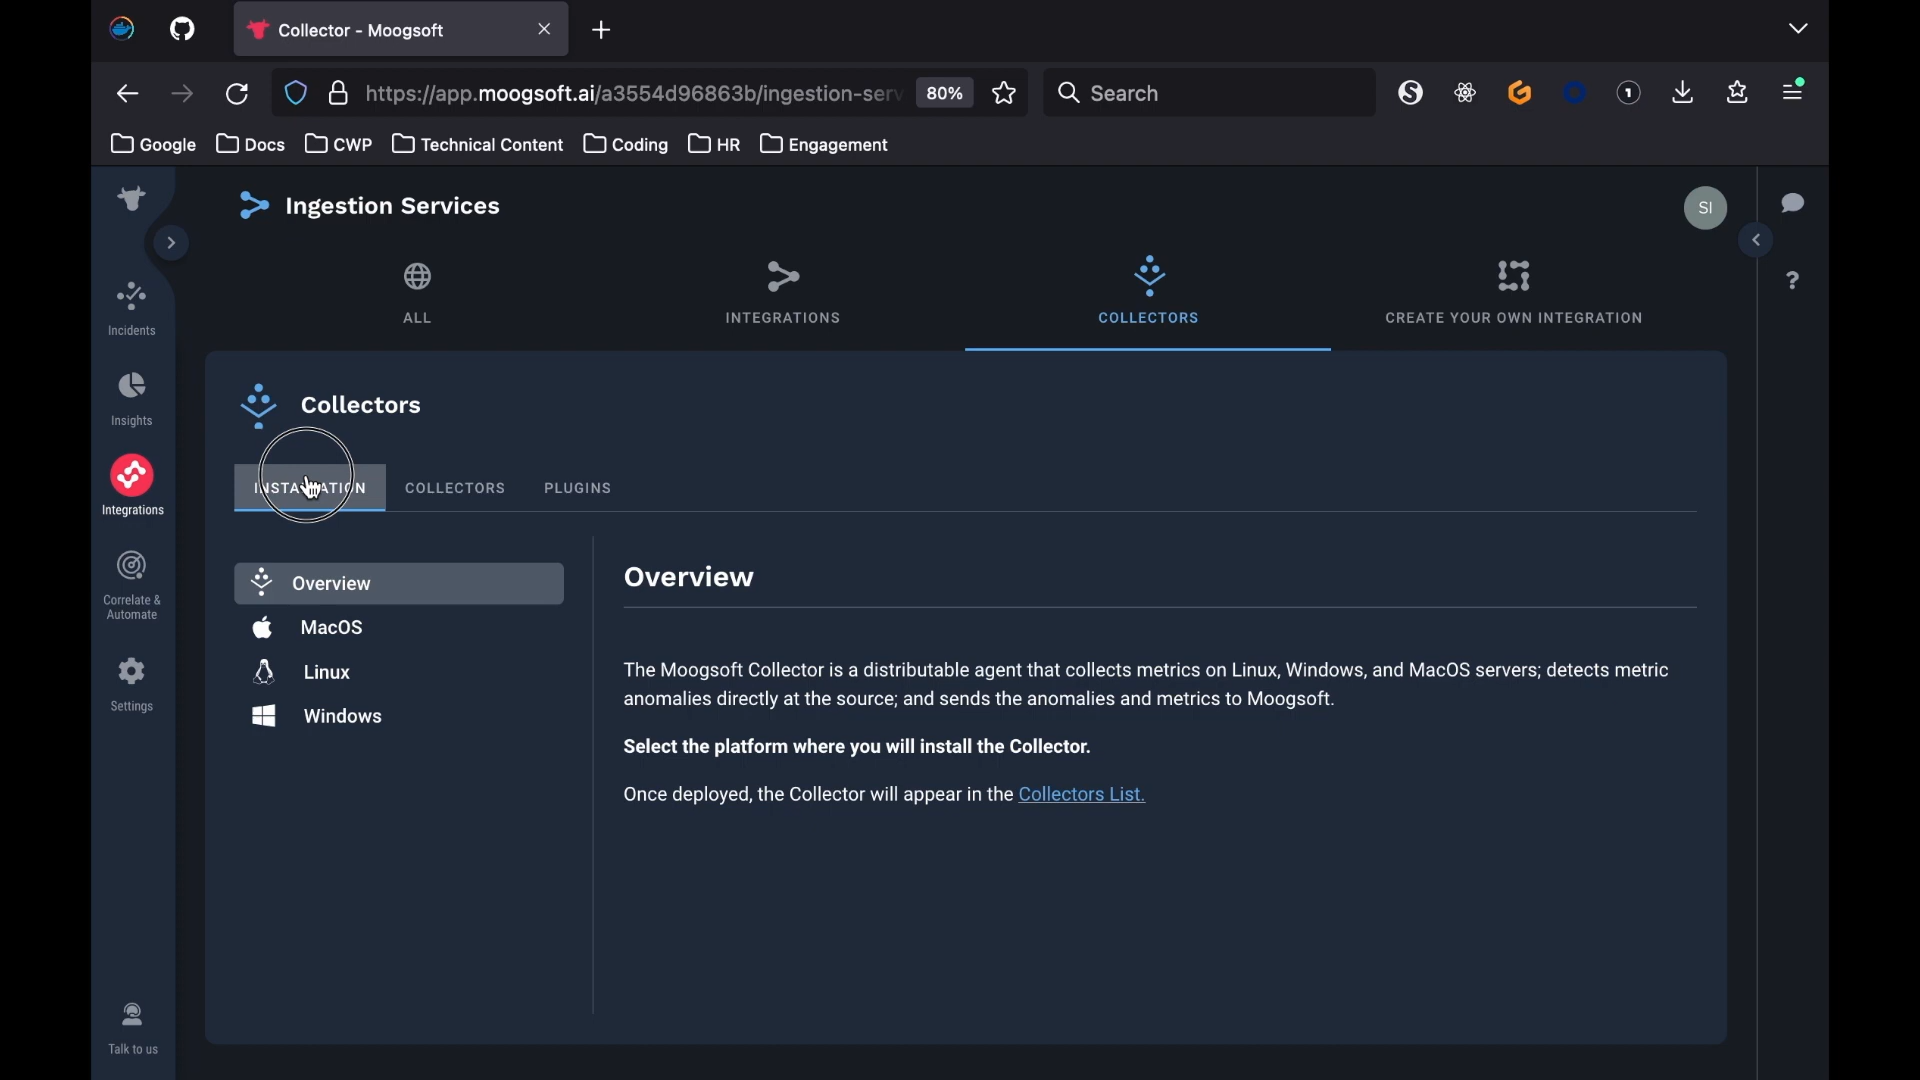 Collector - Moogsoft
https://app.moogsoft.ai/a3554d96863b/ingestion-serv
80%
Search
Google
Docs
CWP
Technical Content
Coding
HR
Engagement
Ingestion Services
SI
ALL
INTEGRATIONS
COLLECTORS
CREATE YOUR OWN INTEGRATION
Incidents
Insights
Integrations
Correlate &
Automate
Settings
Talk to us
Collectors
INSTALLATION
COLLECTORS
PLUGINS
Overview
MacOS
Linux
Windows
Overview
The Moogsoft Collector is a distributable agent that collects metrics on Linux, Windows, and MacOS servers; detects metric
anomalies directly at the source; and sends the anomalies and metrics to Moogsoft.
Select the platform where you will install the Collector.
Once deployed, the Collector will appear in the Collectors List.